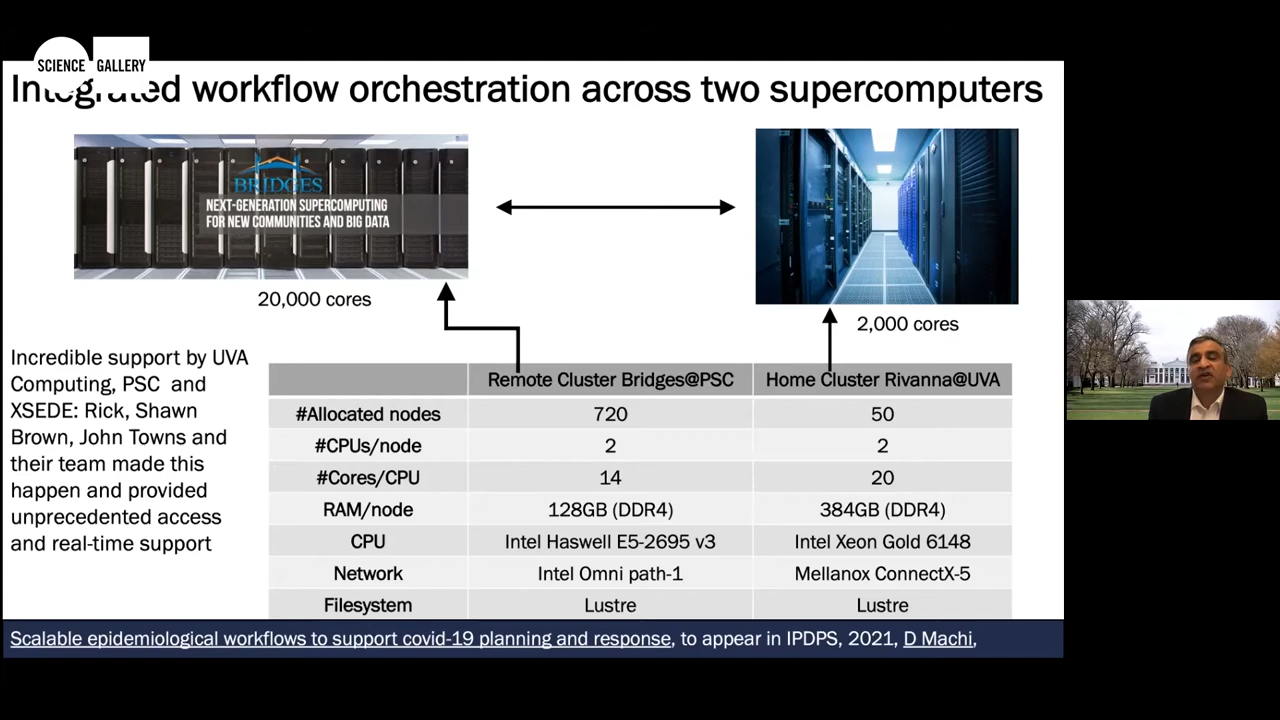 SCIENCE GALLERY
Integrated workflow orchestration across two supercomputers
BRIDGES
NEXT-GENERATION SUPERCOMPUTING
FOR NEW COMMUNITIES AND BIG DATA
20,000 cores
2,000 cores
Incredible support by UVA
Computing, PSC and
XSEDE: Rick, Shawn
Brown, John Towns and
their team made this
happen and provided
unprecedented access
and real-time support
Remote Cluster Bridges@PSC Home Cluster Rivanna@UVA
#Allocated nodes 720 50
#CPUs/node 2 2
#Cores/CPU 14 20
RAM/node 128GB (DDR4) 384GB (DDR4)
CPU Intel Haswell E5-2695 v3 Intel Xeon Gold 6148
Network Intel Omni path-1 Mellanox ConnectX-5
Filesystem Lustre Lustre
Scalable epidemiological workflows to support covid-19 planning and response, to appear in IPDPS, 2021, D Machi,